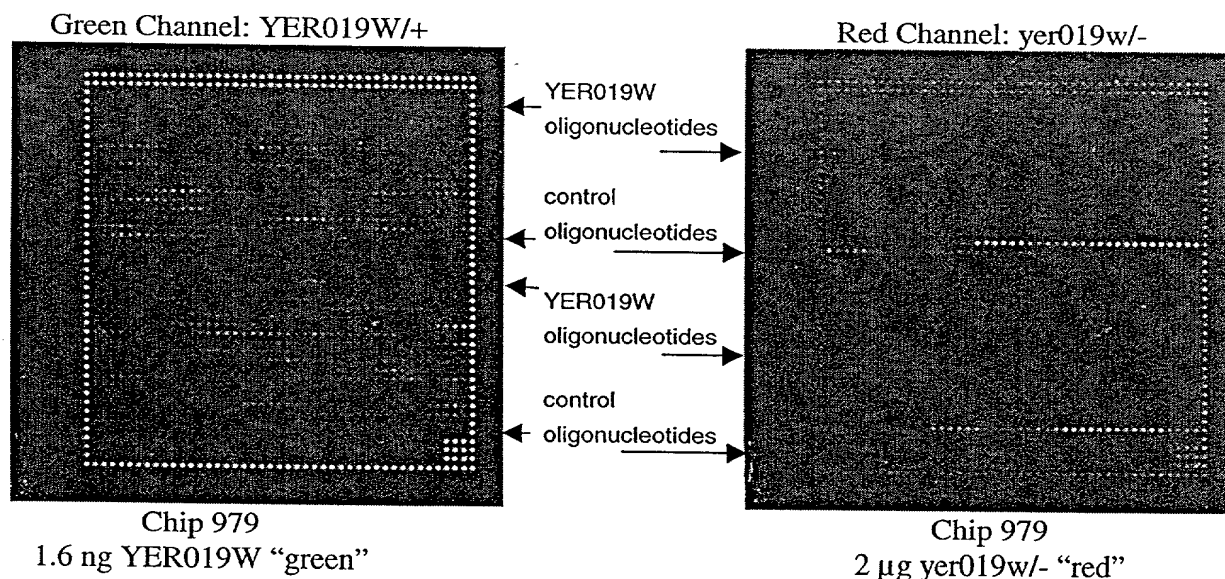 Green Channel: YER019W/+
Red Channel: yer019w/-
YER019W
oligonucleotides
control
oligonucleotides
YER019W
oligonucleotides
control
oligonucleotides
Chip 979
1.6 ng YER019W “green”
Chip 979
2 μg yer019w/- “red”